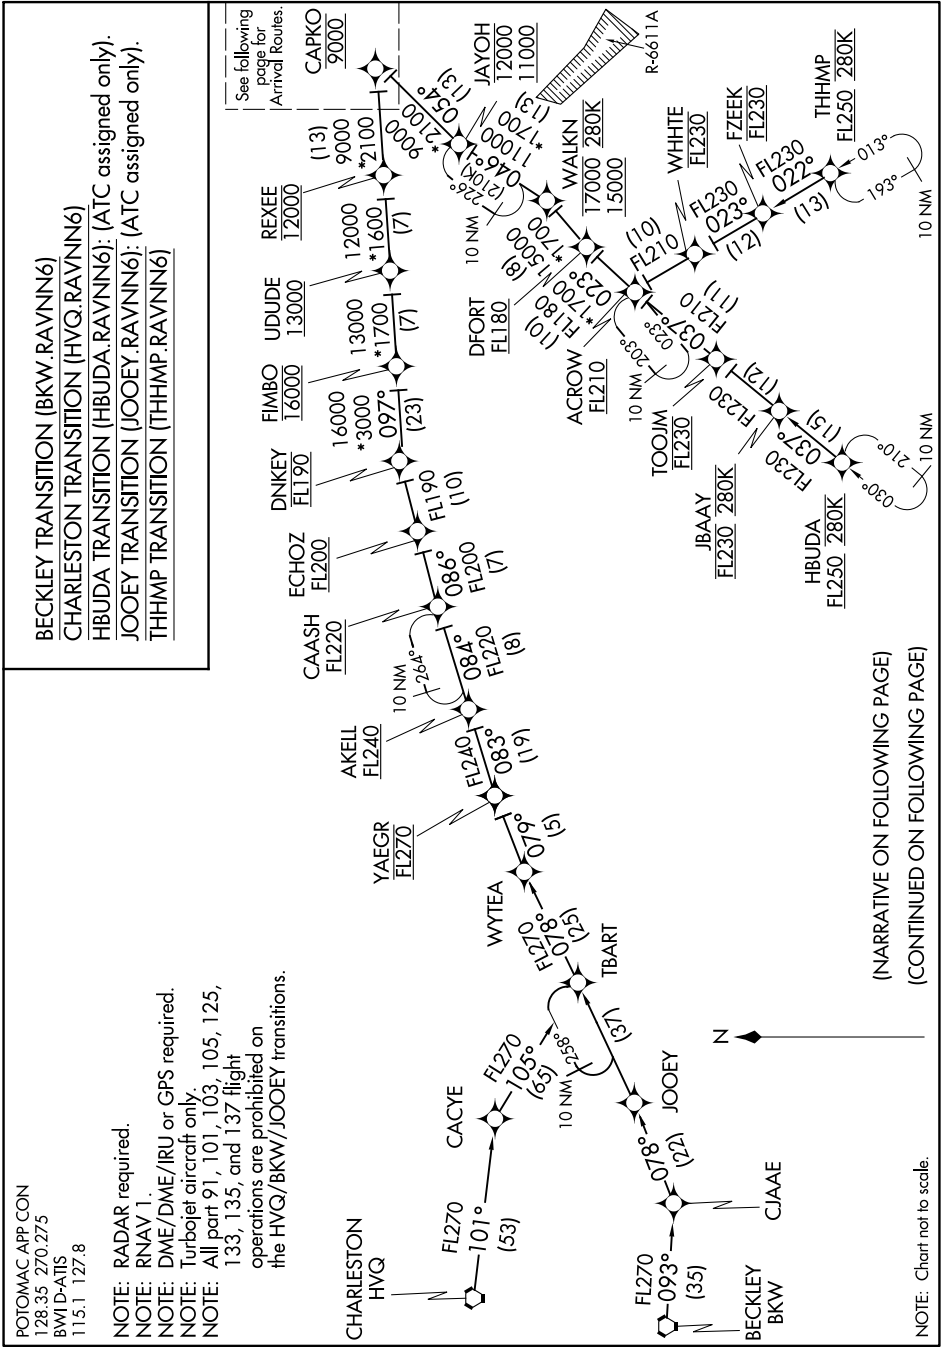 POTOMAC APP CON
128.35 270.275
BWI D-ATIS
115.1 127.8
NOTE: RADAR required.
NOTE: RNAV 1.
NOTE: DME/DME/IRU or GPS required.
NOTE: Turbojet aircraft only.
NOTE: All part 91, 101, 103, 105, 125,
133, 135, and 137 flight
operations are prohibited on
the HVQ/BKW/JOOEY transitions.
BECKLEY TRANSITION (BKW.RAVNN6)
CHARLESTON TRANSITION (HVQ.RAVNN6)
HBUDA TRANSITION (HBUDA.RAVNN6): (ATC assigned only).
JOOEY TRANSITION (JOOEY.RAVNN6): (ATC assigned only).
THHMP TRANSITION (THHMP.RAVNN6)
See following
page for
Arrival Routes.
CAPKO
9000
(13)
9000
*2100
REXEE
12000
12000
*1600
(7)
UDUDE
13000
13000
*1700
(7)
FIMBO
16000
16000
*3000
097°
(23)
DNKEY
FL190
FL190
(10)
ECHOZ
FL200
086°
FL200
(7)
CAASH
FL220
084°
FL220
(8)
10 NM
264°
AKELL
FL240
FL240
083°
(19)
YAEGR
FL270
079°
(5)
WYTEA
FL270
078°
(25)
TBART
10 NM
258°
(37)
JOOEY
078°
(22)
CJAAE
FL270
093°
(35)
BECKLEY
BKW
CHARLESTON
HVQ
FL270
101°
(53)
CACYE
FL270
105°
(65)
9000
*2100
054°
(13)
JAYOH
12000
11000
R-6611A
11000
*1700
(13)
046°
(210K)
226°
10 NM
WALKN
17000 280K
15000
15000
*1700
(8)
DFORT
FL180
FL180
*1700
023°
(10)
ACROW
FL210
10 NM
203°
023°
(10)
FL210
WHHTE
FL230
FL230
023°
(12)
FZEEK
FL230
FL230
022°
(13)
THHMP
FL250 280K
013°
193°
10 NM
FL210
037°
(11)
TOOJM
FL230
FL230
(12)
JBAAY
FL230 280K
FL230
037°
(15)
HBUDA
FL250 280K
030°
210°
10 NM
N
(NARRATIVE ON FOLLOWING PAGE)
(CONTINUED ON FOLLOWING PAGE)
NOTE: Chart not to scale.